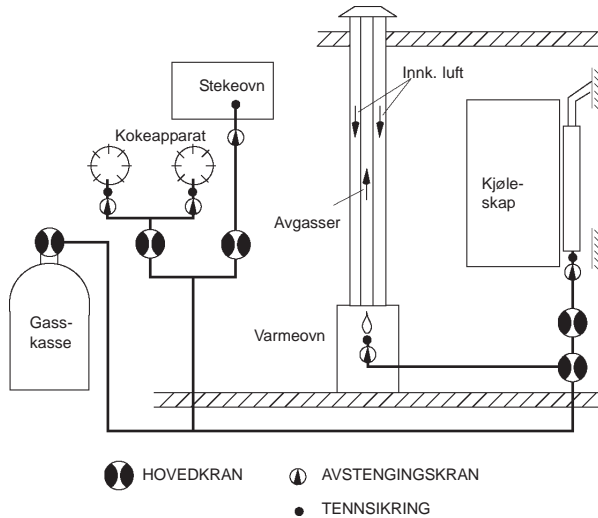 Innk. luft
Stekeovn
Kokeapparat
Kjøle-
skap
Avgasser
Gass-
kasse
Varmeovn
HOVEDKRAN
AVSTENGINGSKRAN
TENNSIKRING